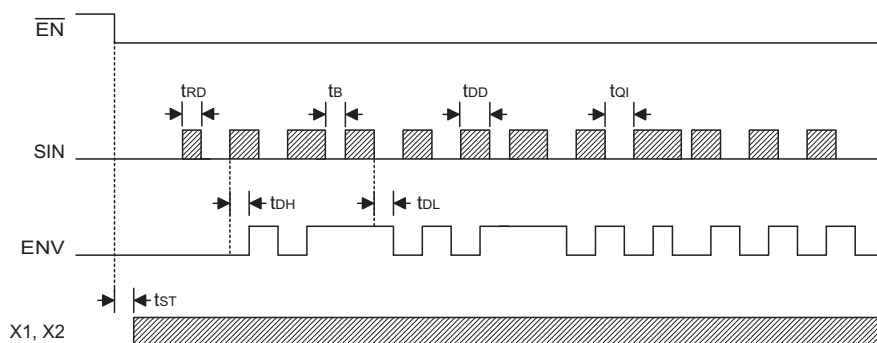 EN
tRD
tB
tDD
tQI
SIN
tDH
tDL
ENV
tST
X1, X2